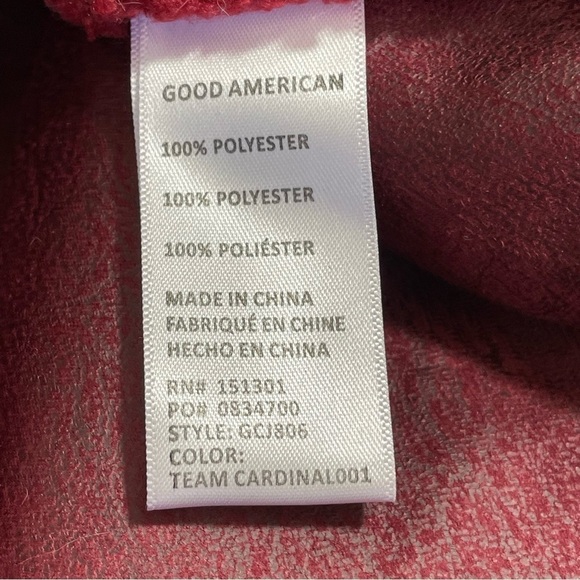 GOOD AMERICAN
100% POLYESTER
100% POLYESTER
100% POLIÉSTER
MADE IN CHINA
FABRIQUÉ EN CHINE
HECHO EN CHINA
RN# 151301
PO# 0834700
STYLE: GCJ806
COLOR:
TEAM CARDINAL001